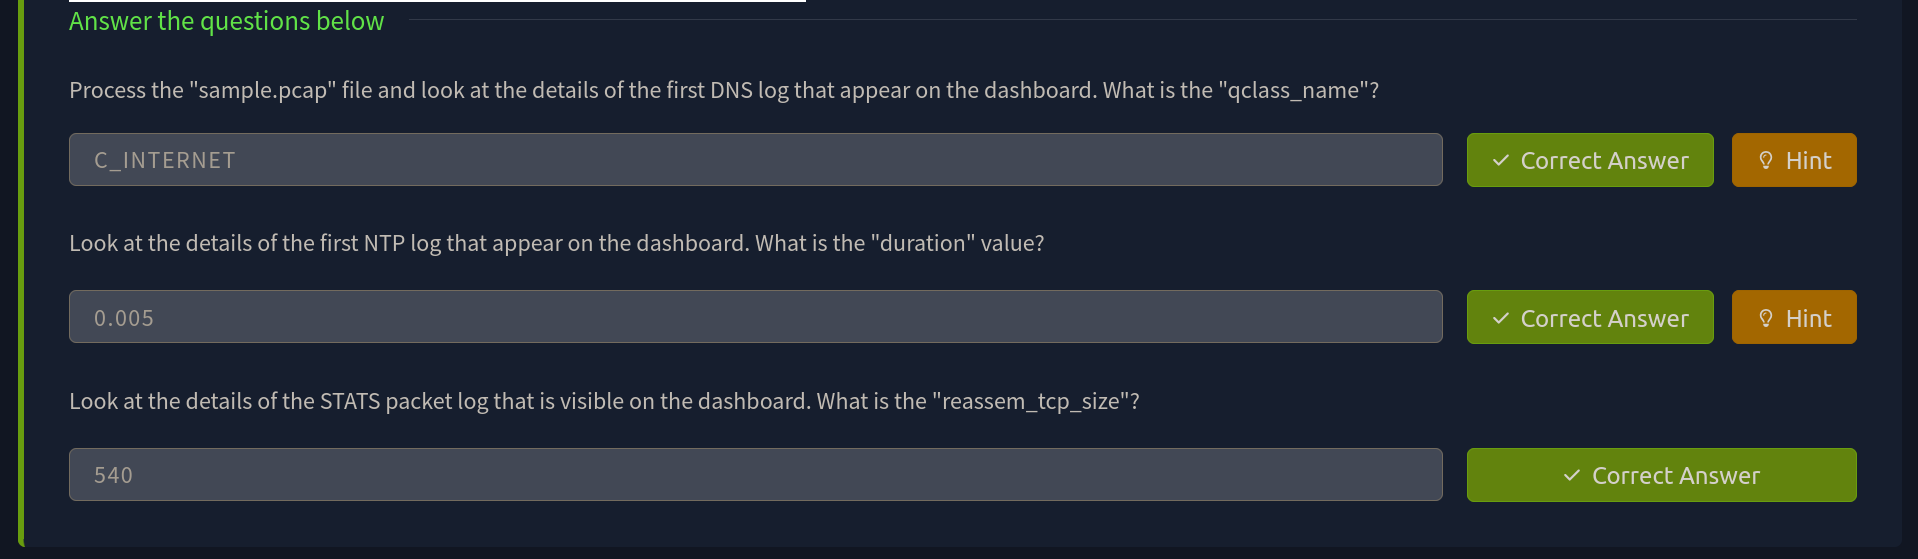 Answer the questions below
Process the "sample.pcap" file and look at the details of the first DNS log that appear on the dashboard. What is the "qclass_name"?
C_INTERNET
Correct Answer
Hint
Look at the details of the first NTP log that appear on the dashboard. What is the "duration" value?
0.005
Correct Answer
Hint
Look at the details of the STATS packet log that is visible on the dashboard. What is the "reassem_tcp_size"?
540
Correct Answer